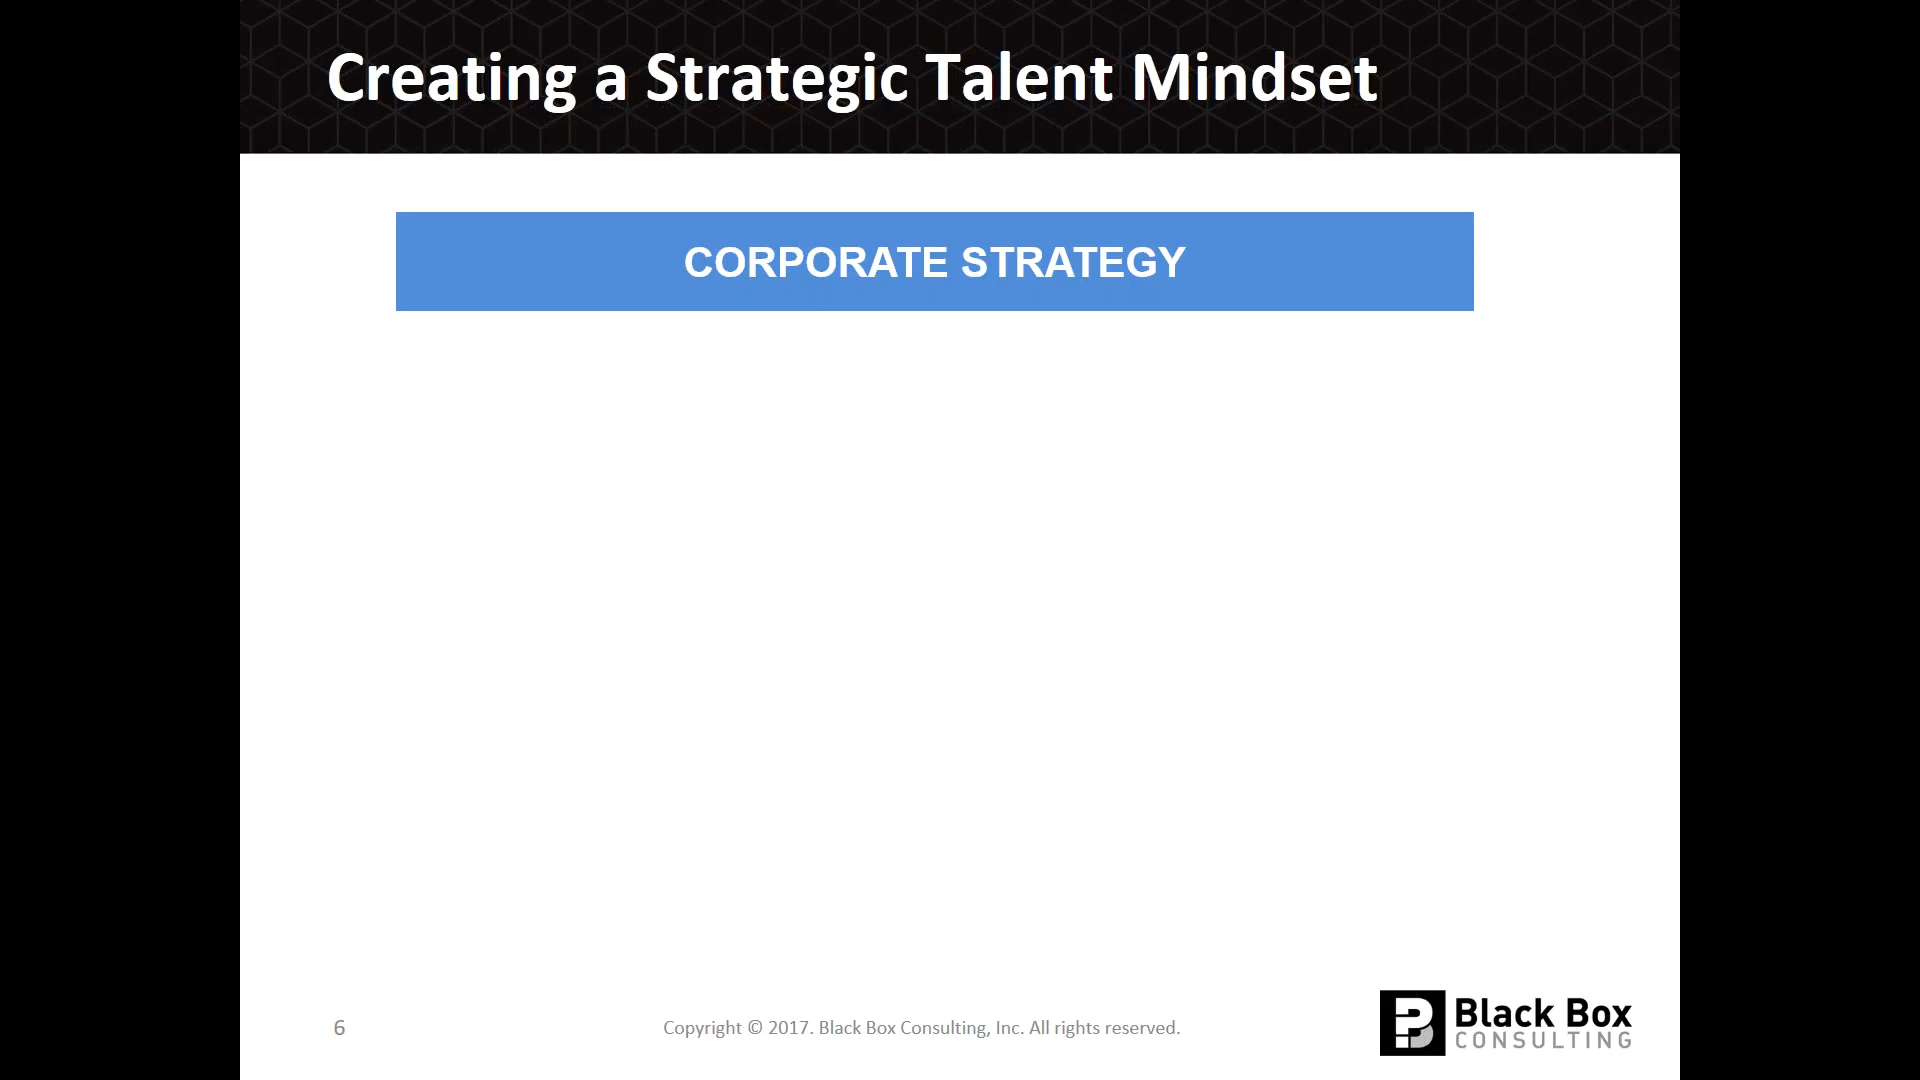 Creating a Strategic Talent Mindset
CORPORATE STRATEGY
6
Copyright © 2017. Black Box Consulting, Inc. All rights reserved.
Black Box
CONSULTING